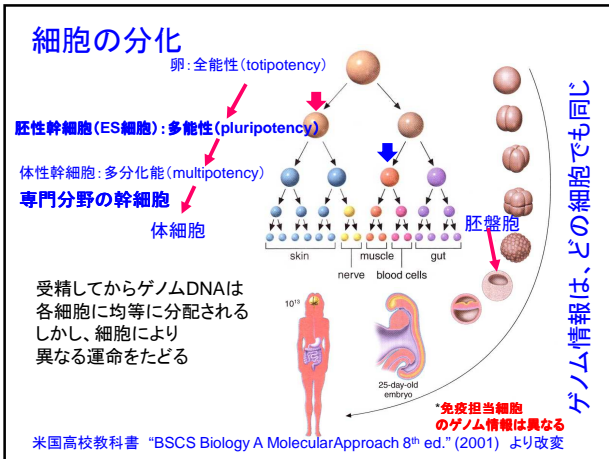 細胞の分化
卵:全能性(totipotency)
胚性幹細胞(ES細胞):多能性(pluripotency)
体性幹細胞:多分化能(multipotency)
専門分野の幹細胞
体細胞
skin
muscle
gut
nerve
blood cells
胚盤胞
ゲノム情報は、どの細胞でも同じ
受精してからゲノムDNAは
各細胞に均等に分配される
しかし、細胞により
異なる運命をたどる
10¹³
25-day-old
embryo
*免疫担当細胞
のゲノム情報は異なる
米国高校教科書 “BSCS Biology A MolecularApproach 8th ed.” (2001) より改変